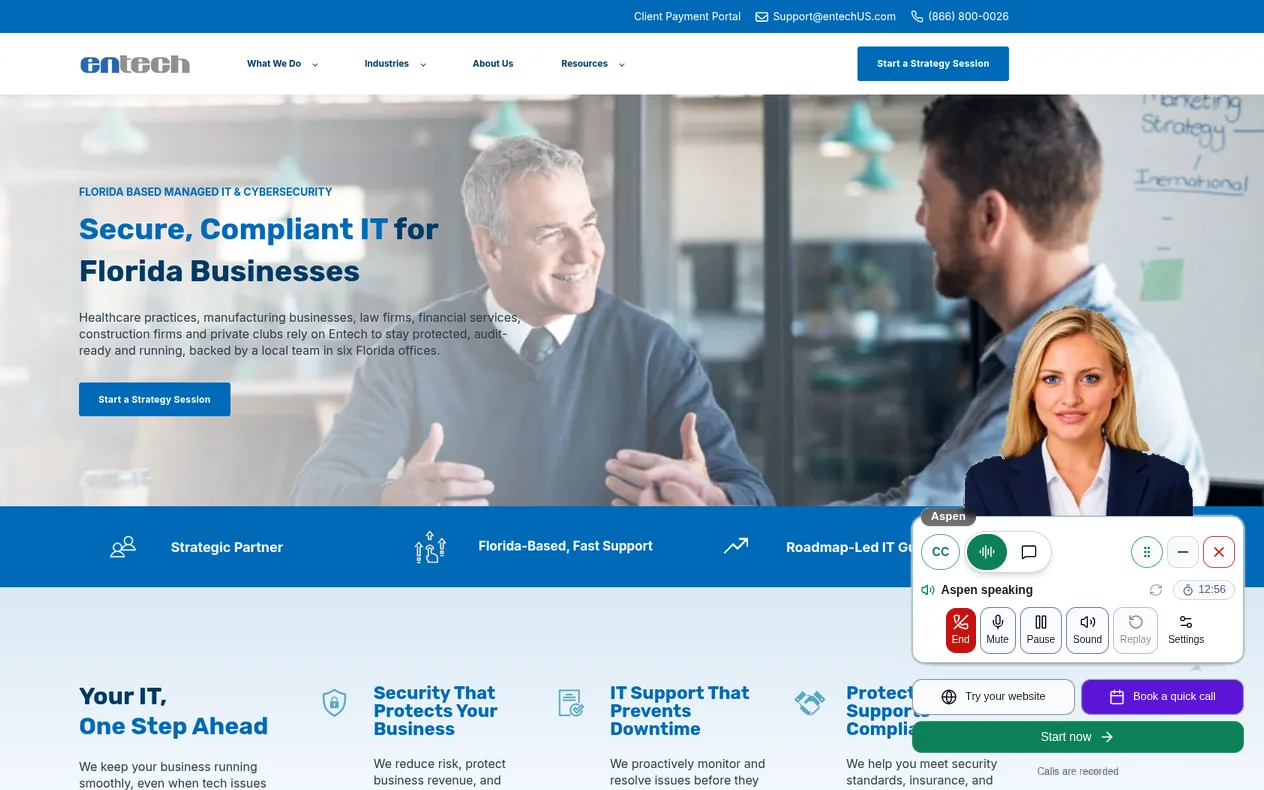 Client Payment Portal
Support@entechUS.com
(866) 800-0026
entech
What We Do
Industries
About Us
Resources
Start a Strategy Session
Marketing
Strategy
International
FLORIDA BASED MANAGED IT & CYBERSECURITY
Secure, Compliant IT for
Florida Businesses
Healthcare practices, manufacturing businesses, law firms, financial services,
construction firms and private clubs rely on Entech to stay protected, audit-
ready and running, backed by a local team in six Florida offices.
Start a Strategy Session
Strategic Partner
Florida-Based, Fast Support
Roadmap-Led IT Gu
Aspen
CC
Aspen speaking
12:56
End
Mute
Pause
Sound
Replay
Settings
Try your website
Book a quick call
Start now
Calls are recorded
Your IT,
One Step Ahead
We keep your business running
smoothly, even when tech issues
Security That
Protects Your
Business
We reduce risk, protect
business revenue, and
IT Support That
Prevents
Downtime
We proactively monitor and
resolve issues before they
Protect
Supports
Complia
We help you meet security
standards, insurance, and